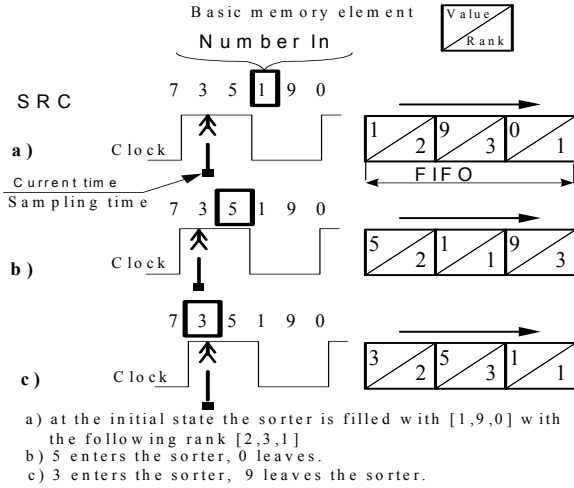 Basic memory element
Value
Rank
Number In
SRC
7 3 5 1 9 0
a) Clock
1 2 9 3 0 1
Current time
Sampling time
FIFO
7 3 5 1 9 0
b) Clock
5 2 1 1 9 3
7 3 5 1 9 0
c) Clock
3 2 5 3 1 1
a) at the initial state the sorter is filled with [1,9,0] with
the following rank [2,3,1]
b) 5 enters the sorter, 0 leaves.
c) 3 enters the sorter, 9 leaves the sorter.